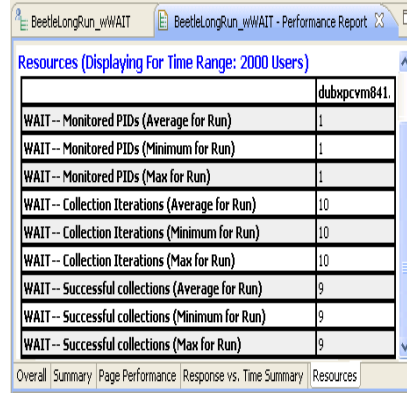 BeetleLongRun_wWAIT
BeetleLongRun_wWAIT - Performance Report
Resources (Displaying For Time Range: 2000 Users)
dubxpcvm841.
WAIT-- Monitored PIDs (Average for Run) 1
WAIT-- Monitored PIDs (Minimum for Run) 1
WAIT-- Monitored PIDs (Max for Run) 1
WAIT-- Collection Iterations (Average for Run) 10
WAIT-- Collection Iterations (Minimum for Run) 10
WAIT-- Collection Iterations (Max for Run) 10
WAIT-- Successful collections (Average for Run) 9
WAIT-- Successful collections (Minimum for Run) 9
WAIT-- Successful collections (Max for Run) 9
Overall Summary Page Performance Response vs. Time Summary Resources